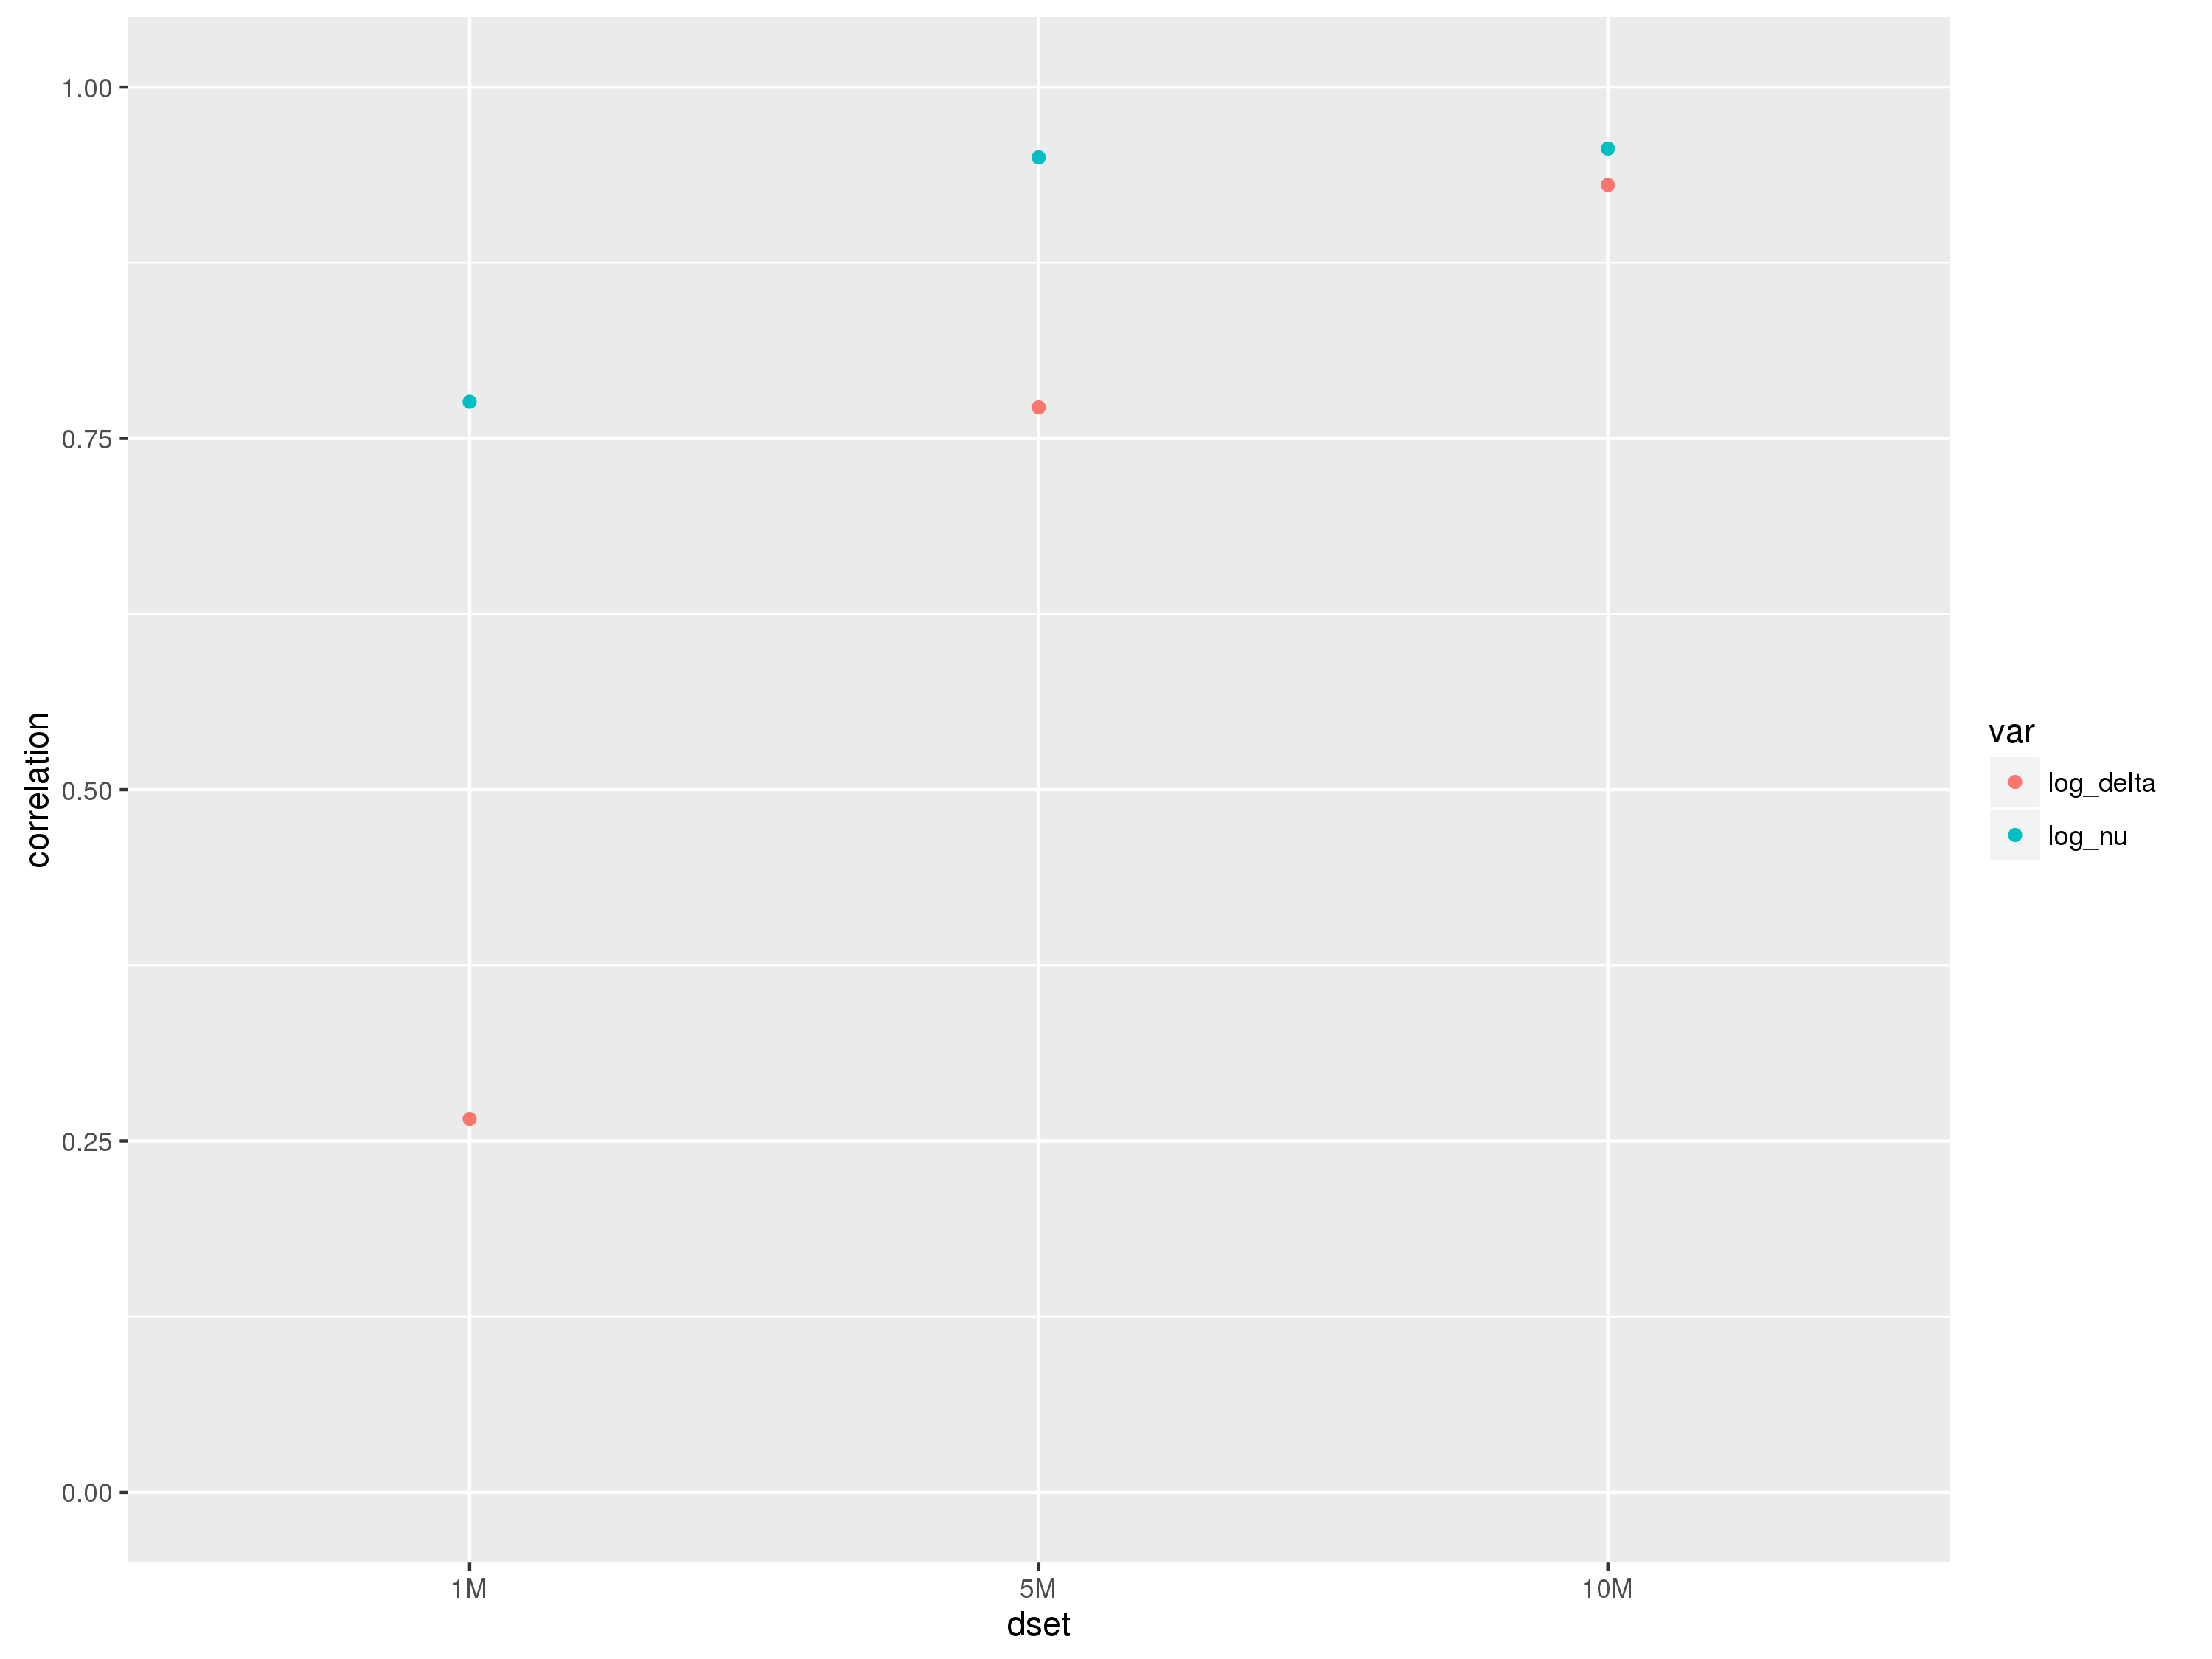 1.00
0.75
0.50
0.25
0.00
correlation
1M
5M
10M
dset
var
log_delta
log_nu